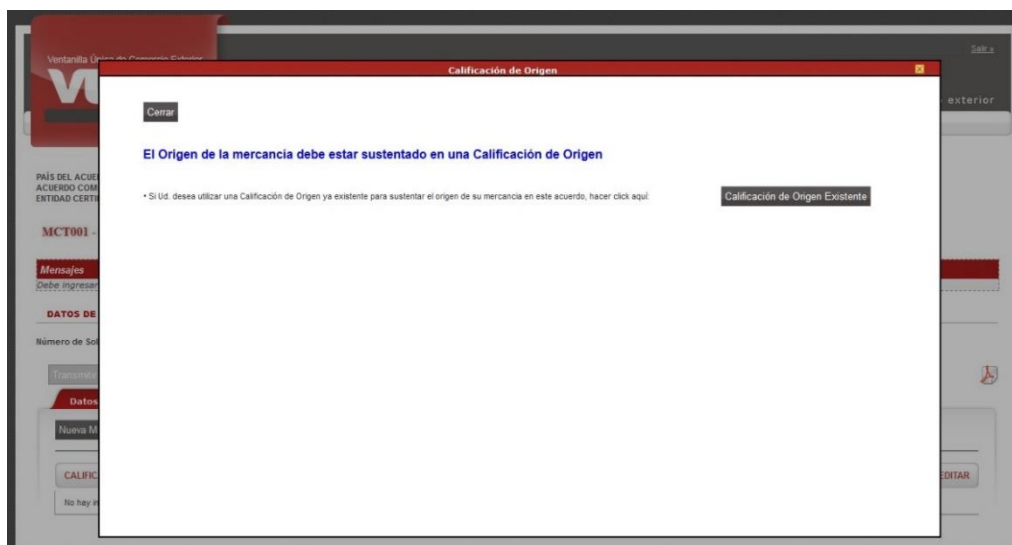 Ventanilla Única de Comercio Exterior
Salir »
VU
Calificación de Origen
exterior
Cerrar
El Origen de la mercancia debe estar sustentado en una Calificación de Origen
PAÍS DEL ACUE
ACUERDO COM
ENTIDAD CERTI
• Si Ud. desea utilizar una Calificación de Origen ya existente para sustentar el origen de su mercancia en este acuerdo, hacer click aquí:
Calificación de Origen Existente
MCT001 -
Mensajes
Debe ingresar
DATOS DE
Número de Sol
Transmite
Datos
Nueva M
CALIFIC
EDITAR
No hay in